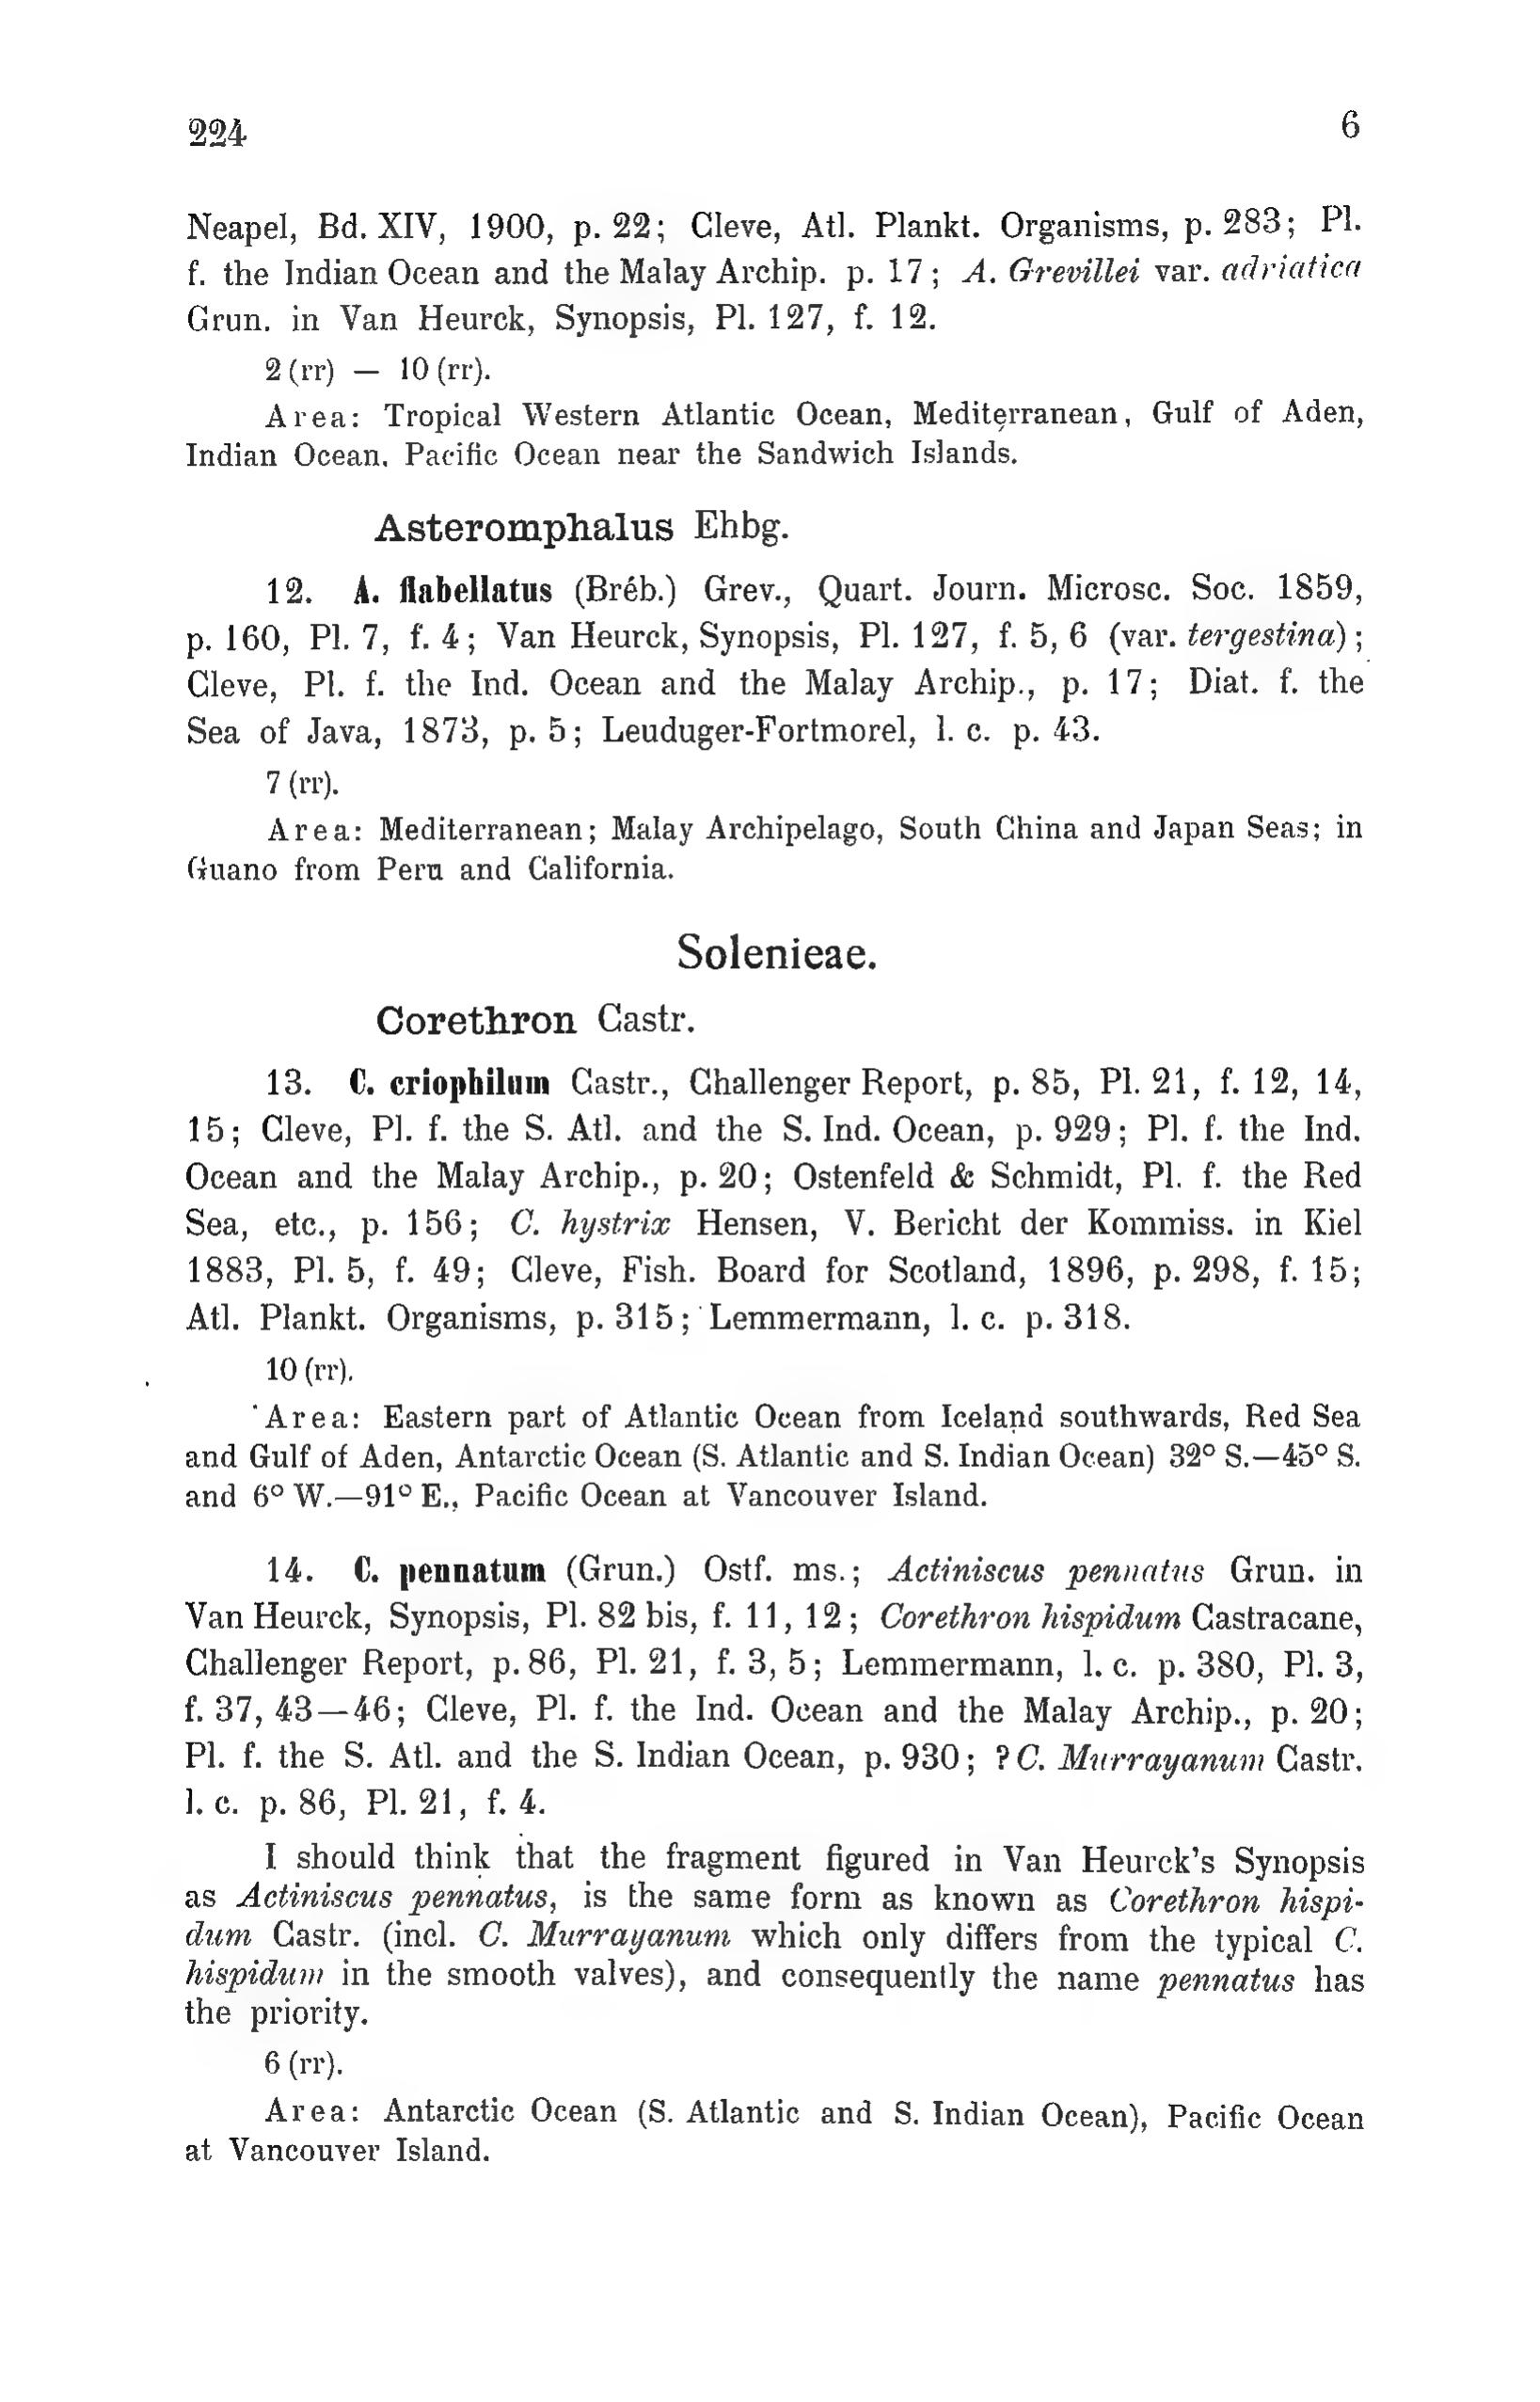 224 6
Neapel, Bd. XIV, 1900, p. 22; Cleve, Atl. Plankt. Organisms, p. 283; Pl.
f. the Indian Ocean and the Malay Archip. p. 17; A. Grevillei var. adriatica
Grun. in Van Heurck, Synopsis, Pl. 127, f. 12.
2 (rr) — 10 (rr).
Area: Tropical Western Atlantic Ocean, Mediterranean, Gulf of Aden,
Indian Ocean, Pacific Ocean near the Sandwich Islands.
Asteromphalus Ehbg.
12. A. flabellatus (Bréb.) Grev., Quart. Journ. Microsc. Soc. 1859,
p. 160, Pl. 7, f. 4; Van Heurck, Synopsis, Pl. 127, f. 5, 6 (var. tergestina);
Cleve, Pl. f. the Ind. Ocean and the Malay Archip., p. 17; Diat. f. the
Sea of Java, 1873, p. 5; Leuduger-Fortmorel, l. c. p. 43.
7 (rr).
Area: Mediterranean; Malay Archipelago, South China and Japan Seas; in
Guano from Peru and California.
Solenieae.
Corethron Castr.
13. C. criophilum Castr., Challenger Report, p. 85, Pl. 21, f. 12, 14,
15; Cleve, Pl. f. the S. Atl. and the S. Ind. Ocean, p. 929; Pl. f. the Ind.
Ocean and the Malay Archip., p. 20; Ostenfeld & Schmidt, Pl. f. the Red
Sea, etc., p. 156; C. hystrix Hensen, V. Bericht der Kommiss. in Kiel
1883, Pl. 5, f. 49; Cleve, Fish. Board for Scotland, 1896, p. 298, f. 15;
Atl. Plankt. Organisms, p. 315; Lemmermann, l. c. p. 318.
10 (rr).
Area: Eastern part of Atlantic Ocean from Iceland southwards, Red Sea
and Gulf of Aden, Antarctic Ocean (S. Atlantic and S. Indian Ocean) 32° S.—45° S.
and 6° W.—91° E., Pacific Ocean at Vancouver Island.
14. C. pennatum (Grun.) Ostf. ms.; Actiniscus pennatus Grun. in
Van Heurck, Synopsis, Pl. 82 bis, f. 11, 12; Corethron hispidum Castracane,
Challenger Report, p. 86, Pl. 21, f. 3, 5; Lemmermann, l. c. p. 380, Pl. 3,
f. 37, 43—46; Cleve, Pl. f. the Ind. Ocean and the Malay Archip., p. 20;
Pl. f. the S. Atl. and the S. Indian Ocean, p. 930; ? C. Murrayanum Castr.
l. c. p. 86, Pl. 21, f. 4.
I should think that the fragment figured in Van Heurck's Synopsis
as Actiniscus pennatus, is the same form as known as Corethron hispi-
dum Castr. (incl. C. Murrayanum which only differs from the typical C.
hispidum in the smooth valves), and consequently the name pennatus has
the priority.
6 (rr).
Area: Antarctic Ocean (S. Atlantic and S. Indian Ocean), Pacific Ocean
at Vancouver Island.